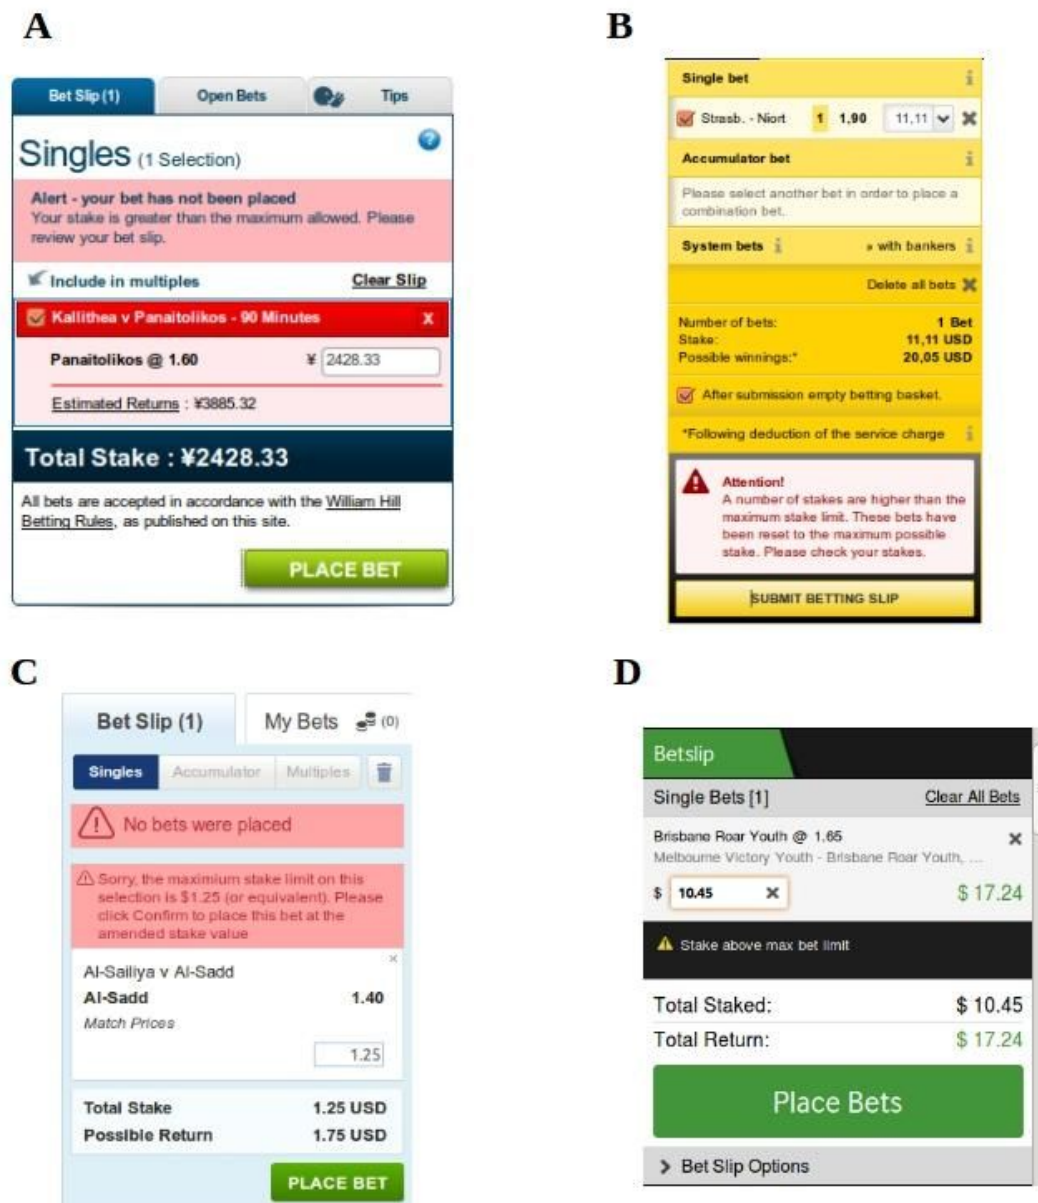 A
Bet Slip (1) Open Bets Tips
Singles (1 Selection)
Alert - your bet has not been placed
Your stake is greater than the maximum allowed. Please
review your bet slip.
Include in multiples Clear Slip
Kallithea v Panaitolikos - 90 Minutes X
Panaitolikos @ 1.60 ¥ 2428.33
Estimated Returns : ¥3885.32
Total Stake : ¥2428.33
All bets are accepted in accordance with the William Hill
Betting Rules, as published on this site.
PLACE BET
B
Single bet i
Strasb. - Niort 1 1,90 11,11
Accumulator bet i
Please select another bet in order to place a
combination bet.
System bets i » with bankers i
Delete all bets
Number of bets: 1 Bet
Stake: 11,11 USD
Possible winnings:* 20,05 USD
After submission empty betting basket.
*Following deduction of the service charge i
Attention!
A number of stakes are higher than the
maximum stake limit. These bets have
been reset to the maximum possible
stake. Please check your stakes.
SUBMIT BETTING SLIP
C
Bet Slip (1) My Bets (0)
Singles Accumulator Multiples
No bets were placed
Sorry, the maximium stake limit on this
selection is $1.25 (or equivalent). Please
click Confirm to place this bet at the
amended stake value
Al-Sailiya v Al-Sadd
Al-Sadd 1.40
Match Prices
1.25
Total Stake 1.25 USD
Possible Return 1.75 USD
PLACE BET
D
Betslip
Single Bets [1] Clear All Bets
Brisbane Roar Youth @ 1.65
Melbourne Victory Youth - Brisbane Roar Youth, ...
$ 10.45 $ 17.24
Stake above max bet limit
Total Staked: $ 10.45
Total Return: $ 17.24
Place Bets
Bet Slip Options